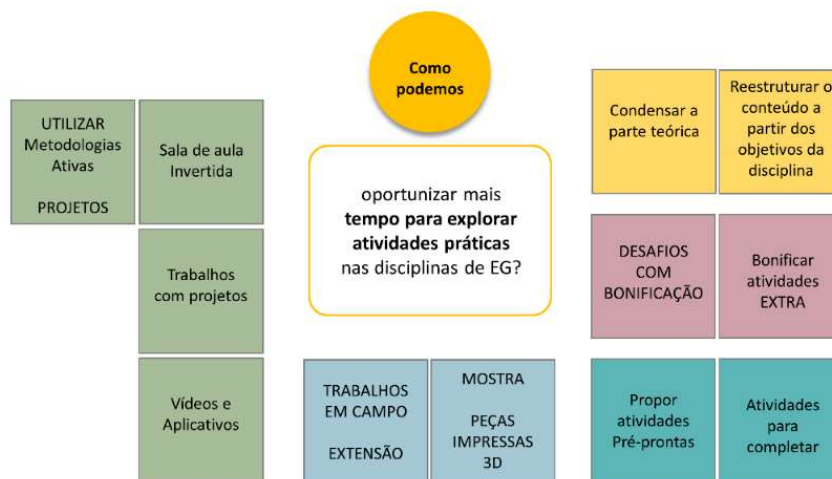 Como
podemos
oportunizar mais
tempo para explorar
atividades práticas
nas disciplinas de EG?
UTILIZAR
Metodologias
Ativas
PROJETOS
Sala de aula
Invertida
Trabalhos
com projetos
Vídeos e
Aplicativos
TRABALHOS
EM CAMPO
EXTENSÃO
MOSTRA
PEÇAS
IMPRESSAS
3D
Condensar a
parte teórica
Reestruturar o
conteúdo a
partir dos
objetivos da
disciplina
DESAFIOS
COM
BONIFICAÇÃO
Bonificar
atividades
EXTRA
Propor
atividades
Pré-prontas
Atividades
para
completar